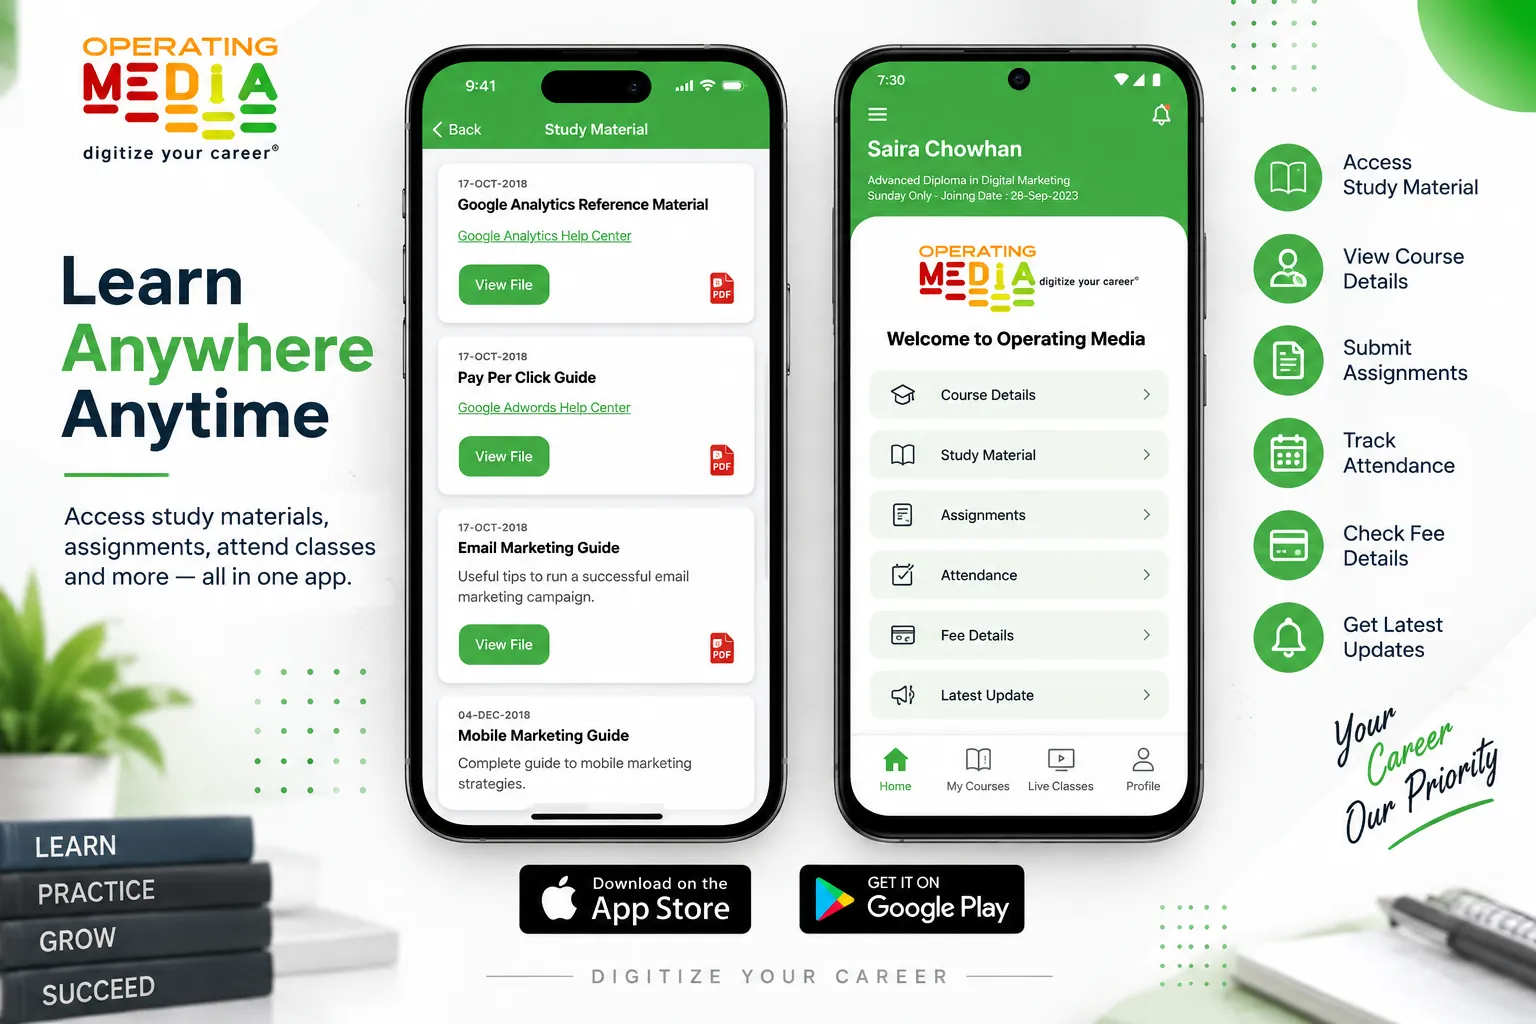 OPERATING
MEDiA
digitize your career®
Learn
Anywhere
Anytime
Access study materials,
assignments, attend classes
and more — all in one app.
LEARN
PRACTICE
GROW
SUCCEED
9:41
Back
Study Material
17-OCT-2018
Google Analytics Reference Material
Google Analytics Help Center
View File
PDF
17-OCT-2018
Pay Per Click Guide
Google Adwords Help Center
View File
PDF
17-OCT-2018
Email Marketing Guide
Useful tips to run a successful email
marketing campaign.
View File
PDF
04-DEC-2018
Mobile Marketing Guide
Complete guide to mobile marketing
strategies.
7:30
Saira Chowhan
Advanced Diploma in Digital Marketing
Sunday Only - Joinng Date : 28-Sep-2023
OPERATING
MEDiA digitize your career®
Welcome to Operating Media
Course Details
Study Material
Assignments
Attendance
Fee Details
Latest Update
Home
My Courses
Live Classes
Profile
Access
Study Material
View Course
Details
Submit
Assignments
Track
Attendance
Check Fee
Details
Get Latest
Updates
Your
Career
Our Priority
Download on the
App Store
GET IT ON
Google Play
DIGITIZE YOUR CAREER